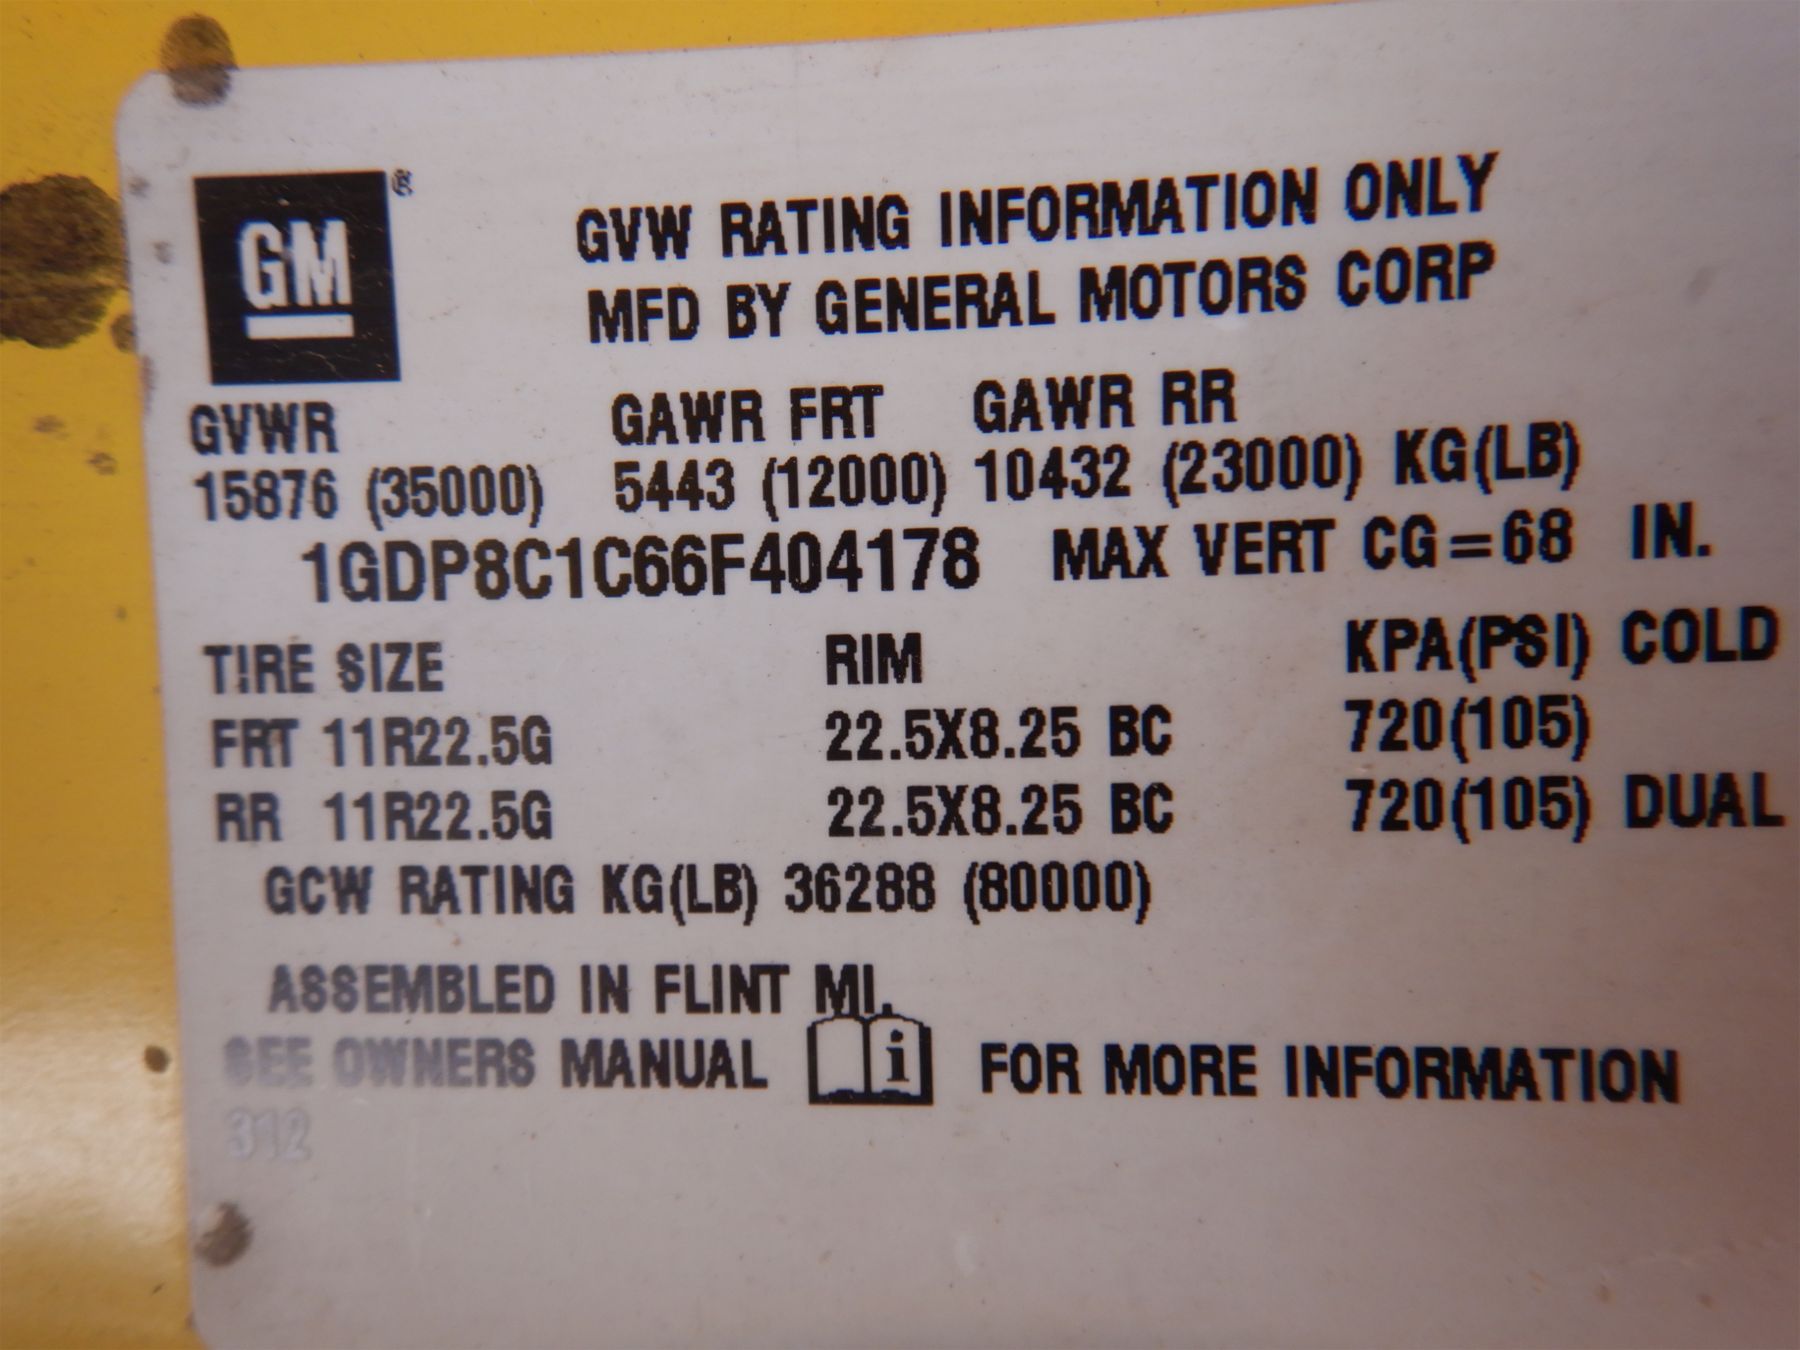 GM ®
GVW RATING INFORMATION ONLY
MFD BY GENERAL MOTORS CORP
GVWR GAWR FRT GAWR RR
15876 (35000) 5443 (12000) 10432 (23000) KG(LB)
1GDP8C1C66F404178 MAX VERT CG=68 IN.
TIRE SIZE RIM KPA(PSI) COLD
FRT 11R22.5G 22.5X8.25 BC 720(105)
RR 11R22.5G 22.5X8.25 BC 720(105) DUAL
GCW RATING KG(LB) 36288 (80000)
ASSEMBLED IN FLINT MI.
SEE OWNERS MANUAL i FOR MORE INFORMATION
312